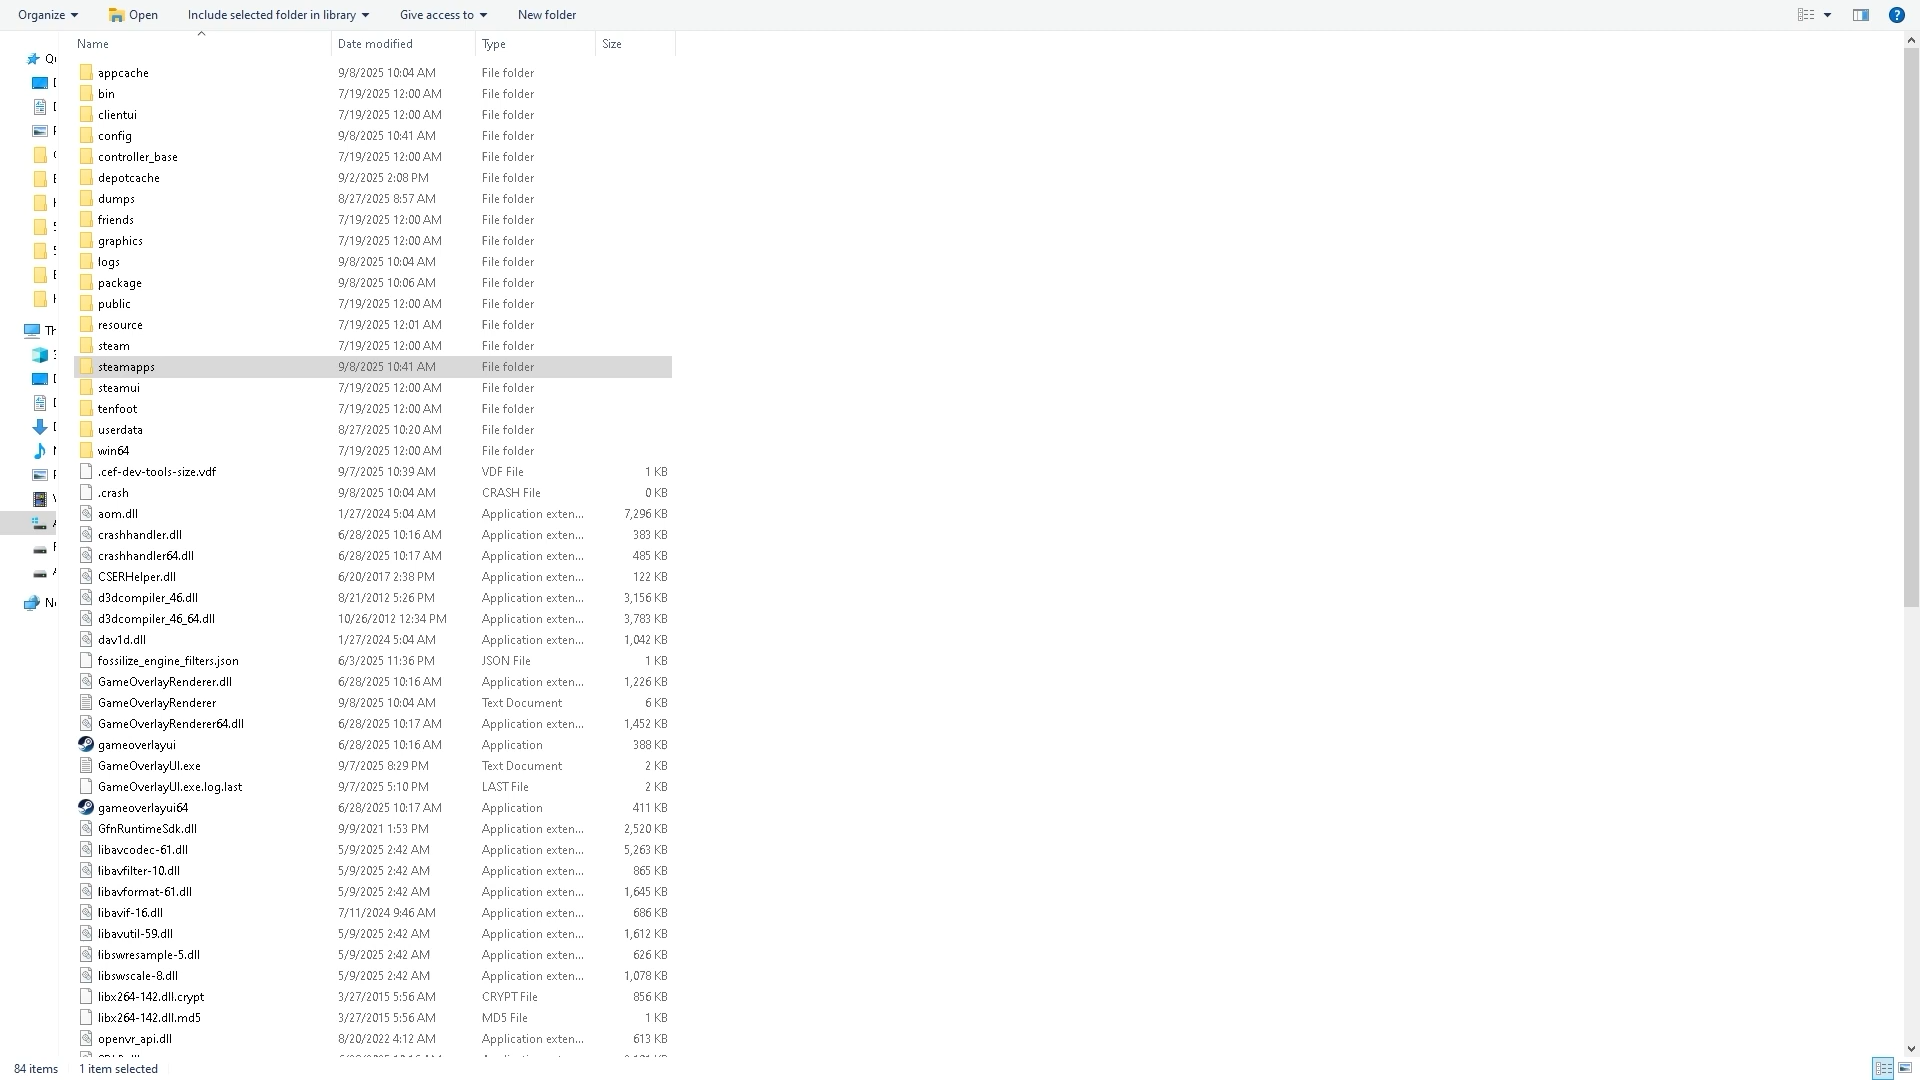 Organize Open Include selected folder in library Give access to New folder
Name Date modified Type Size
appcache 9/8/2025 10:04 AM File folder
bin 7/19/2025 12:00 AM File folder
clientui 7/19/2025 12:00 AM File folder
config 9/8/2025 10:41 AM File folder
controller_base 7/19/2025 12:00 AM File folder
depotcache 9/2/2025 2:08 PM File folder
dumps 8/27/2025 8:57 AM File folder
friends 7/19/2025 12:00 AM File folder
graphics 7/19/2025 12:00 AM File folder
logs 9/8/2025 10:04 AM File folder
package 9/8/2025 10:06 AM File folder
public 7/19/2025 12:00 AM File folder
resource 7/19/2025 12:01 AM File folder
steam 7/19/2025 12:00 AM File folder
steamapps 9/8/2025 10:41 AM File folder
steamui 7/19/2025 12:00 AM File folder
tenfoot 7/19/2025 12:00 AM File folder
userdata 8/27/2025 10:20 AM File folder
win64 7/19/2025 12:00 AM File folder
.cef-dev-tools-size.vdf 9/7/2025 10:39 AM VDF File 1 KB
.crash 9/8/2025 10:04 AM CRASH File 0 KB
aom.dll 1/27/2024 5:04 AM Application exten... 7,296 KB
crashhandler.dll 6/28/2025 10:16 AM Application exten... 383 KB
crashhandler64.dll 6/28/2025 10:17 AM Application exten... 485 KB
CSERHelper.dll 6/20/2017 2:38 PM Application exten... 122 KB
d3dcompiler_46.dll 8/21/2012 5:26 PM Application exten... 3,156 KB
d3dcompiler_46_64.dll 10/26/2012 12:34 PM Application exten... 3,783 KB
dav1d.dll 1/27/2024 5:04 AM Application exten... 1,042 KB
fossilize_engine_filters.json 6/3/2025 11:36 PM JSON File 1 KB
GameOverlayRenderer.dll 6/28/2025 10:16 AM Application exten... 1,226 KB
GameOverlayRenderer 9/8/2025 10:04 AM Text Document 6 KB
GameOverlayRenderer64.dll 6/28/2025 10:17 AM Application exten... 1,452 KB
gameoverlayui 6/28/2025 10:16 AM Application 388 KB
GameOverlayUI.exe 9/7/2025 8:29 PM Text Document 2 KB
GameOverlayUI.exe.log.last 9/7/2025 5:10 PM LAST File 2 KB
gameoverlayui64 6/28/2025 10:17 AM Application 411 KB
GfnRuntimeSdk.dll 9/9/2021 1:53 PM Application exten... 2,520 KB
libavcodec-61.dll 5/9/2025 2:42 AM Application exten... 5,263 KB
libavfilter-10.dll 5/9/2025 2:42 AM Application exten... 865 KB
libavformat-61.dll 5/9/2025 2:42 AM Application exten... 1,645 KB
libavif-16.dll 7/11/2024 9:46 AM Application exten... 686 KB
libavutil-59.dll 5/9/2025 2:42 AM Application exten... 1,612 KB
libswresample-5.dll 5/9/2025 2:42 AM Application exten... 626 KB
libswscale-8.dll 5/9/2025 2:42 AM Application exten... 1,078 KB
libx264-142.dll.crypt 3/27/2015 5:56 AM CRYPT File 856 KB
libx264-142.dll.md5 3/27/2015 5:56 AM MD5 File 1 KB
openvr_api.dll 8/20/2022 4:12 AM Application exten... 613 KB
84 items 1 item selected